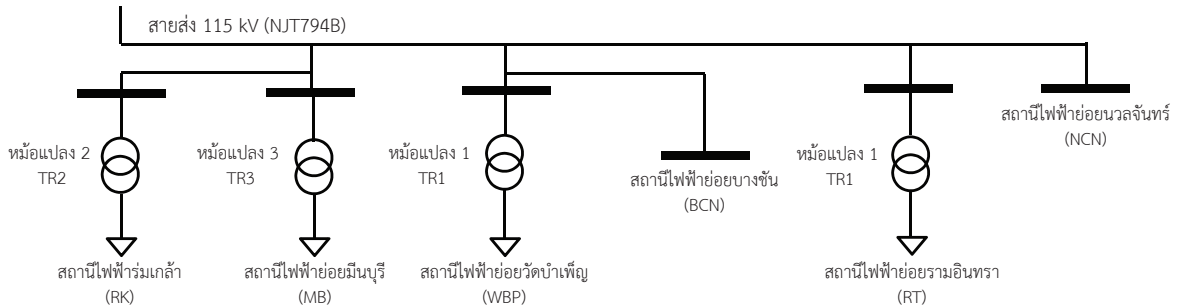 สายส่ง 115 kV (NJT794B)
สถานีไฟฟ้าย่อยนวลจันทร์
(NCN)
หม้อแปลง 2
TR2
หม้อแปลง 3
TR3
หม้อแปลง 1
TR1
สถานีไฟฟ้าย่อยบางชัน
(BCN)
หม้อแปลง 1
TR1
สถานีไฟฟ้าร่มเกล้า
(RK)
สถานีไฟฟ้าย่อยมีนบุรี
(MB)
สถานีไฟฟ้าย่อยวัดบำเพ็ญ
(WBP)
สถานีไฟฟ้าย่อยรามอินทรา
(RT)